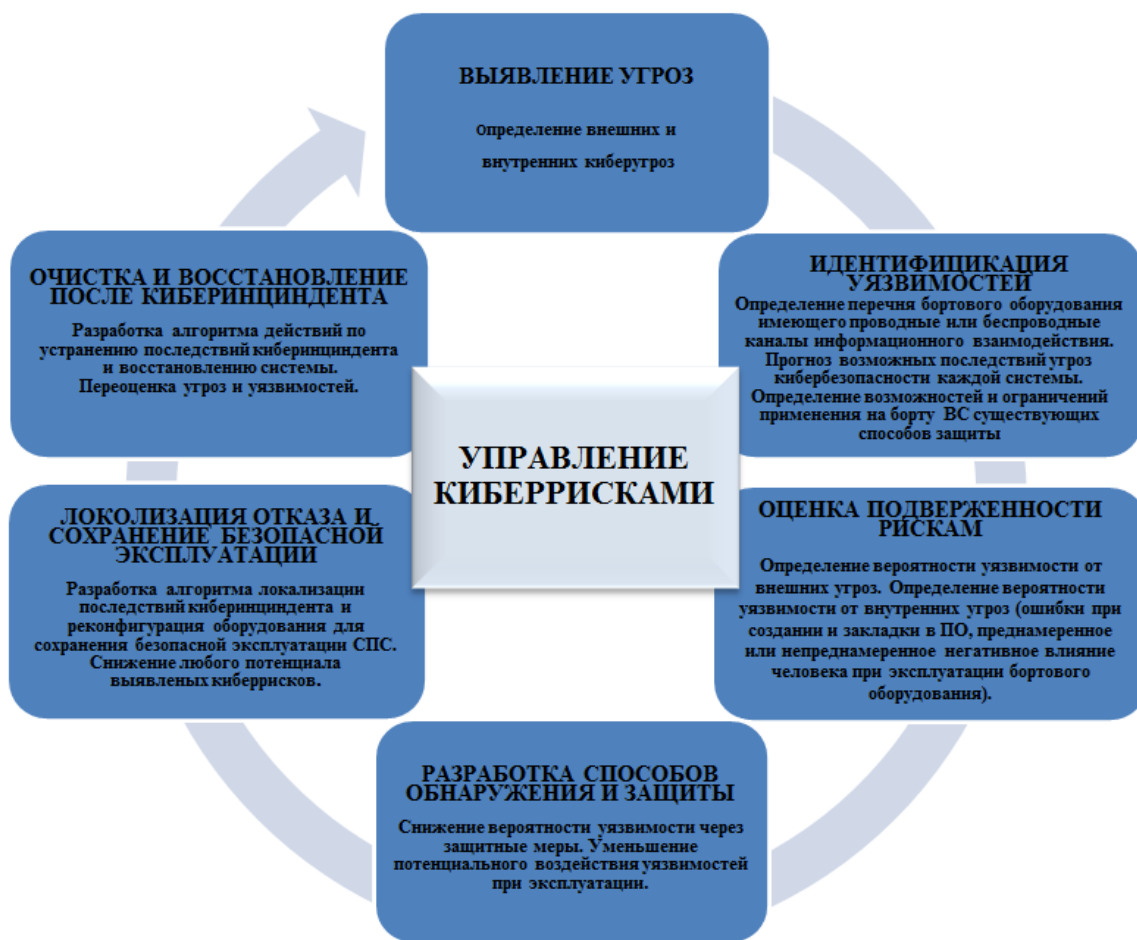 ВЫЯВЛЕНИЕ УГРОЗ
Определение внешних и
внутренних киберугроз
ИДЕНТИФИЦИКАЦИЯ
УЯЗВИМОСТЕЙ
Определение перечня бортового оборудования
имеющего проводные или беспроводные
каналы информационного взаимодействия.
Прогноз возможных последствий угроз
кибербезопасности каждой системы.
Определение возможностей и ограничений
применения на борту ВС существующих
способов защиты
ОЦЕНКА ПОДВЕРЖЕННОСТИ
РИСКАМ
Определение вероятности уязвимости от
внешних угроз. Определение вероятности
уязвимости от внутренних угроз (ошибки при
создании и закладки в ПО, преднамеренное
или непреднамеренное негативное влияние
человека при эксплуатации бортового
оборудования).
РАЗРАБОТКА СПОСОБОВ
ОБНАРУЖЕНИЯ И ЗАЩИТЫ
Снижение вероятности уязвимости через
защитные меры. Уменьшение
потенциального воздействия уязвимостей
при эксплуатации.
ЛОКОЛИЗАЦИЯ ОТКАЗА И
СОХРАНЕНИЕ БЕЗОПАСНОЙ
ЭКСПЛУАТАЦИИ
Разработка алгоритма локализации
последствий киберинциндента и
реконфигурация оборудования для
сохранения безопасной эксплуатации СПС.
Снижение любого потенциала
выявленых киберрисков.
ОЧИСТКА И ВОССТАНОВЛЕНИЕ
ПОСЛЕ КИБЕРИНЦИНДЕНТА
Разработка алгоритма действий по
устранению последствий киберинциндента
и восстановлению системы.
Переоценка угроз и уязвимостей.
УПРАВЛЕНИЕ
КИБЕРРИСКАМИ